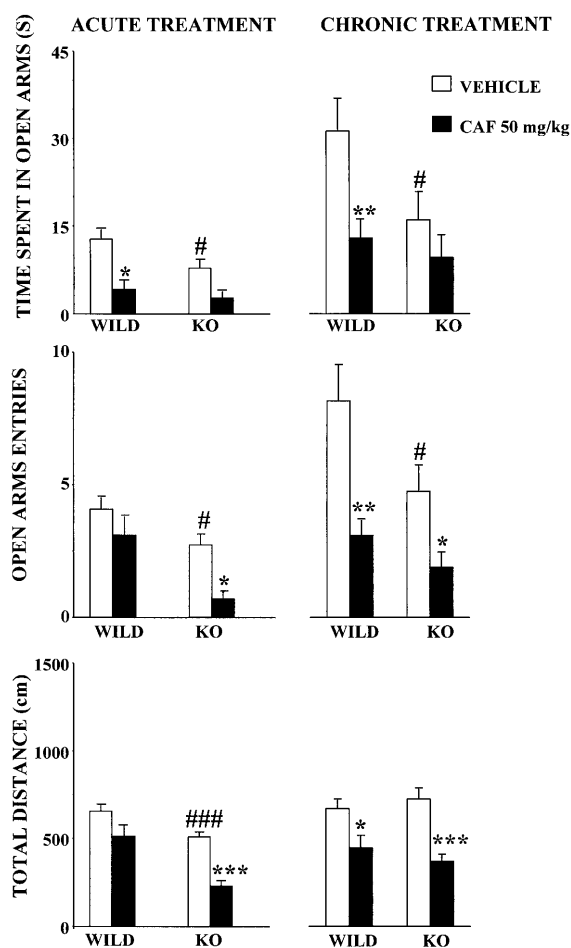 ACUTE TREATMENT CHRONIC TREATMENT
TIME SPENT IN OPEN ARMS (S)
45
30
15
0
*
#
WILD KO
VEHICLE
CAF 50 mg/kg
**
#
WILD KO
OPEN ARMS ENTRIES
10
5
0
#
*
WILD KO
**
#
*
WILD KO
TOTAL DISTANCE (cm)
1500
1000
500
0
###
***
WILD KO
*
***
WILD KO